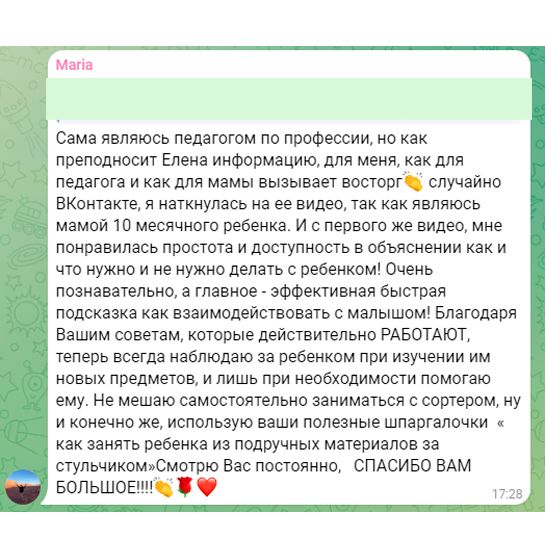 Maria
Сама являюсь педагогом по профессии, но как
преподносит Елена информацию, для меня, как для
педагога и как для мамы вызывает восторг👏 случайно
ВКонтакте, я наткнулась на ее видео, так как являюсь
мамой 10 месячного ребенка. И с первого же видео, мне
понравилась простота и доступность в объяснении как и
что нужно и не нужно делать с ребенком! Очень
познавательно, а главное - эффективная быстрая
подсказка как взаимодействовать с малышом! Благодаря
Вашим советам, которые действительно РАБОТАЮТ,
теперь всегда наблюдаю за ребенком при изучении им
новых предметов, и лишь при необходимости помогаю
ему. Не мешаю самостоятельно заниматься с сортером, ну
и конечно же, использую ваши полезные шпаргалочки «
как занять ребенка из подручных материалов за
стульчиком»Смотрю Вас постоянно, СПАСИБО ВАМ
БОЛЬШОЕ!!!!👏🌹❤️
17:28